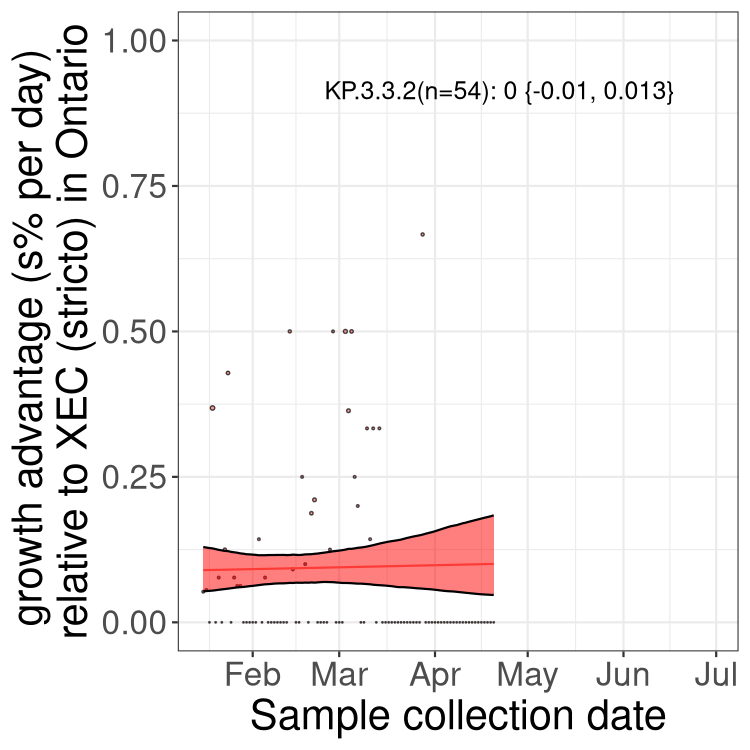 growth advantage (s% per day)
relative to XEC (stricto) in Ontario
1.00
0.75
0.50
0.25
0.00
KP.3.3.2(n=54): 0 {-0.01, 0.013}
Feb Mar Apr May Jun Jul
Sample collection date